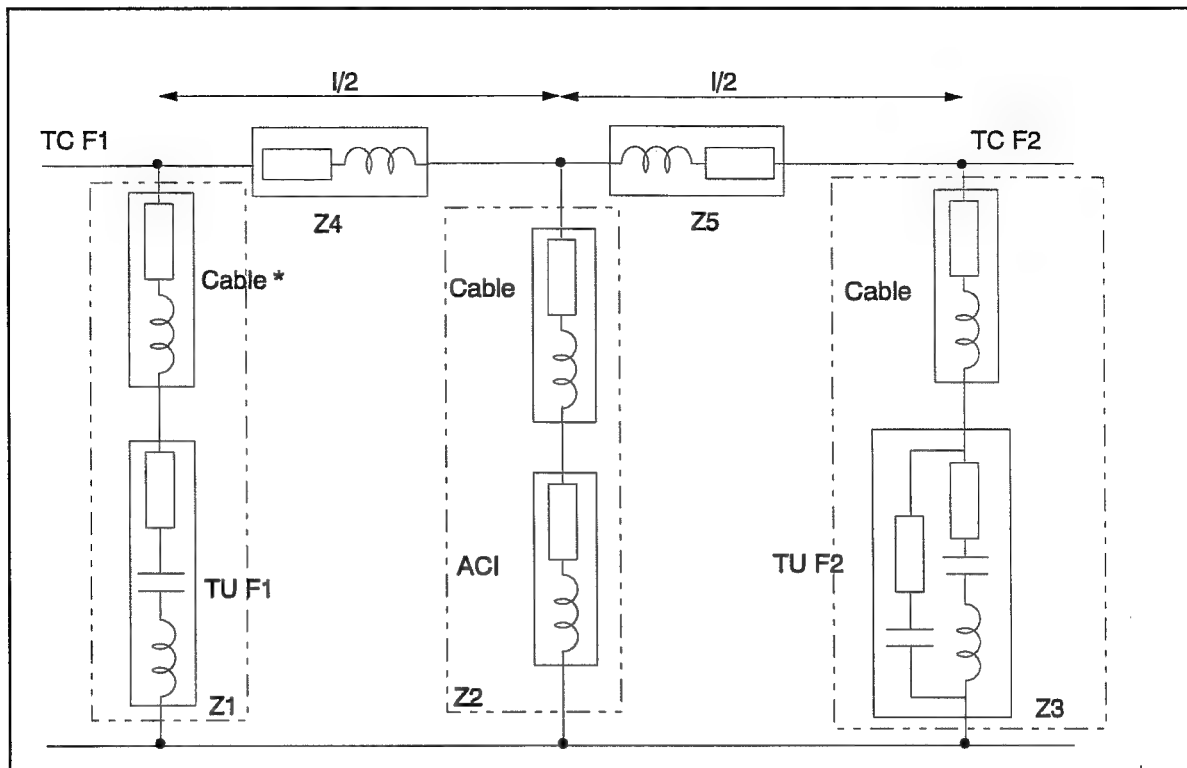 l/2
l/2
TC F1
TC F2
Z4
Z5
Cable *
Cable
Cable
TU F1
ACI
TU F2
Z1
Z2
Z3